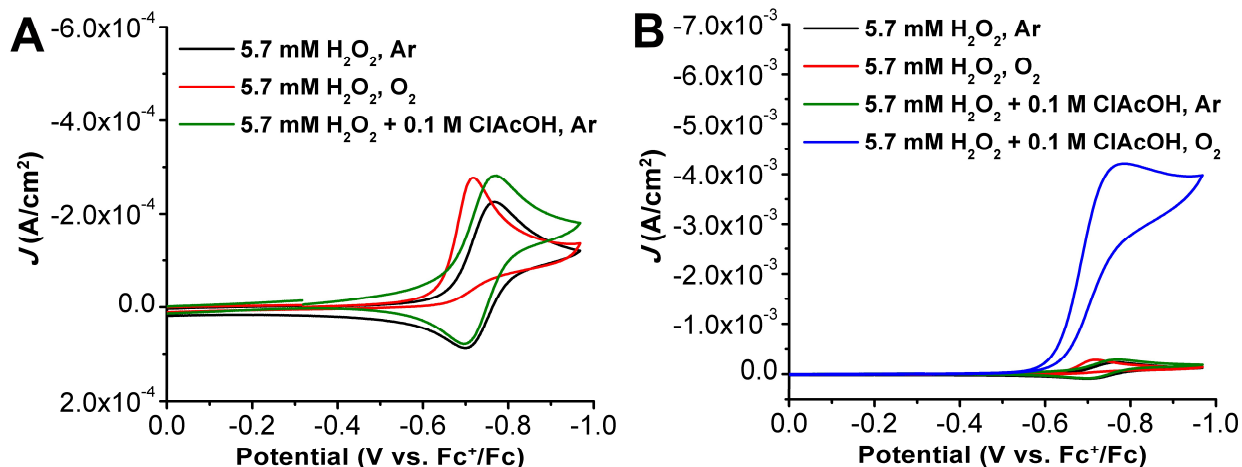 A
-6.0x10⁻⁴
-4.0x10⁻⁴
-2.0x10⁻⁴
0.0
2.0x10⁻⁴
J (A/cm²)
5.7 mM H₂O₂, Ar
5.7 mM H₂O₂, O₂
5.7 mM H₂O₂ + 0.1 M ClAcOH, Ar
0.0 -0.2 -0.4 -0.6 -0.8 -1.0
Potential (V vs. Fc⁺/Fc)
B
-7.0x10⁻³
-6.0x10⁻³
-5.0x10⁻³
-4.0x10⁻³
-3.0x10⁻³
-2.0x10⁻³
-1.0x10⁻³
0.0
J (A/cm²)
5.7 mM H₂O₂, Ar
5.7 mM H₂O₂, O₂
5.7 mM H₂O₂ + 0.1 M ClAcOH, Ar
5.7 mM H₂O₂ + 0.1 M ClAcOH, O₂
0.0 -0.2 -0.4 -0.6 -0.8 -1.0
Potential (V vs. Fc⁺/Fc)